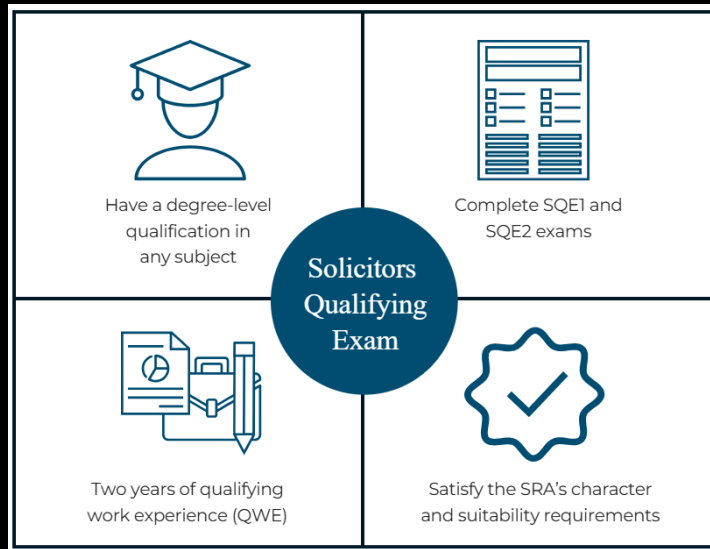 Have a degree-level
qualification in
any subject
Complete SQE1 and
SQE2 exams
Solicitors
Qualifying
Exam
Two years of qualifying
work experience (QWE)
Satisfy the SRA’s character
and suitability requirements